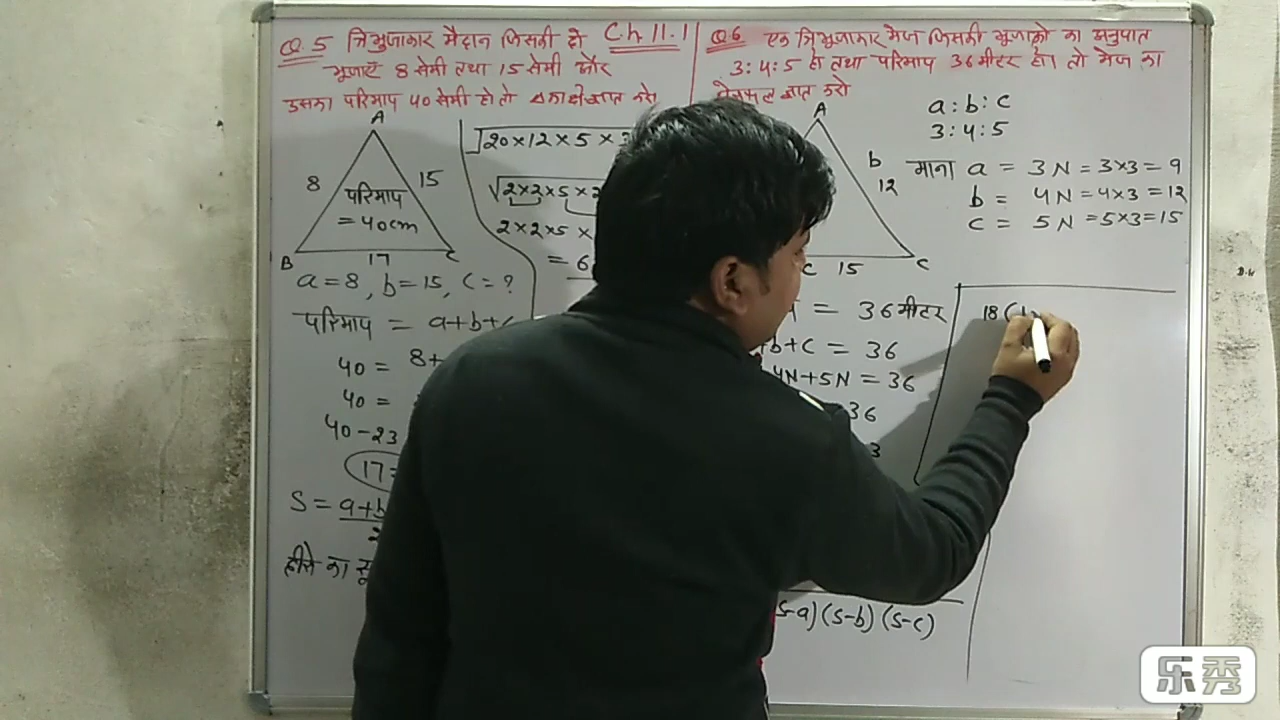 Q.5 त्रिभुजाकार मैदान जिसकी दो
भुजाएँ 8 सेमी तथा 15 सेमी और
उसका परिमाप 40 सेमी हो तो
Ch 11.1
A
8
15
परिमाप
= 40cm
B
17
C
a = 8, b = 15, c = ?
परिमाप = a+b+c
40 = 8+
40 =
40-23
17=
S = a+b
हीरो का सू
√20×12×5×
√2×2×5×2
2×2×5×
= 6
Q.6 एक त्रिभुजाकार मेज जिसकी भुजाओ का अनुपात
3:4:5 हो तथा परिमाप 36 मीटर हो। तो मेज का
क्षेत्रफल ज्ञात करो
a : b : c
3 : 4 : 5
माना a = 3N = 3×3 = 9
b = 4N = 4×3 = 12
c = 5N = 5×3 = 15
A
b
12
c 15
C
= 36 मीटर
+b+c = 36
4N+5N = 36
36
3
s-a) (s-b) (s-c)
18 (1
乐秀